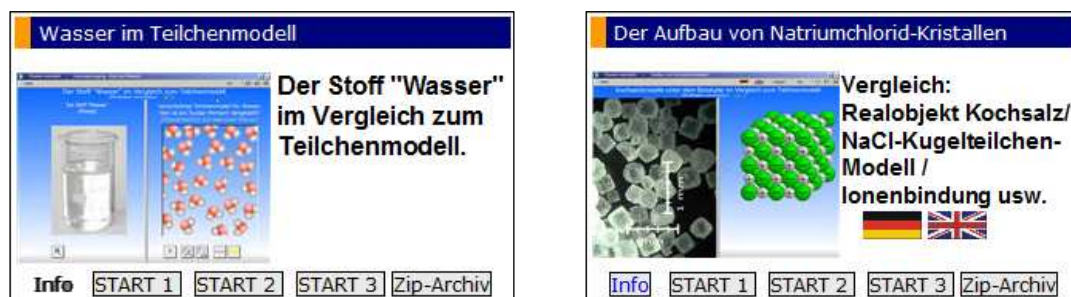 Wasser im Teilchenmodell
Der Stoff "Wasser"
im Vergleich zum
Teilchenmodell.
Info START 1 START 2 START 3 Zip-Archiv
Der Aufbau von Natriumchlorid-Kristallen
Vergleich:
Realobjekt Kochsalz/
NaCl-Kugelteilchen-
Modell /
Ionenbindung usw.
Info START 1 START 2 START 3 Zip-Archiv